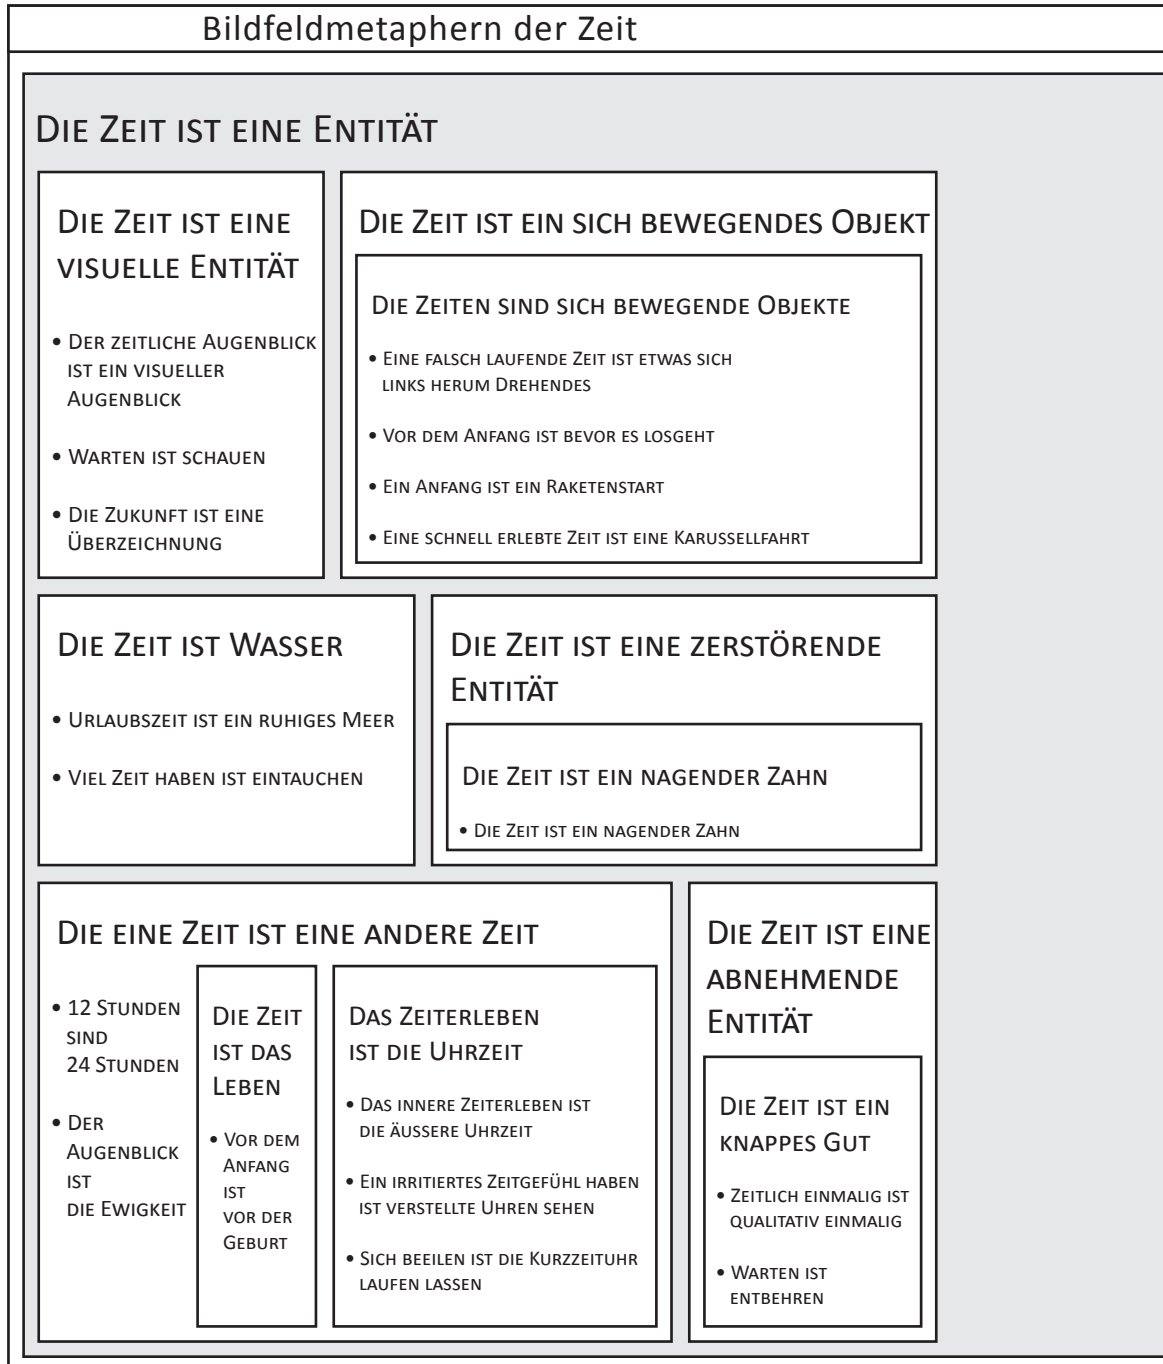 Bildfeldmetaphern der Zeit
Die Zeit ist eine Entität
Die Zeit ist eine
visuelle Entität
• Der zeitliche Augenblick
ist ein visueller
Augenblick
• Warten ist schauen
• Die Zukunft ist eine
Überzeichnung
Die Zeit ist ein sich bewegendes Objekt
Die Zeiten sind sich bewegende Objekte
• Eine falsch laufende Zeit ist etwas sich
links herum Drehendes
• Vor dem Anfang ist bevor es losgeht
• Ein Anfang ist ein Raketenstart
• Eine schnell erlebte Zeit ist eine Karussellfahrt
Die Zeit ist Wasser
• Urlaubszeit ist ein ruhiges Meer
• Viel Zeit haben ist eintauchen
Die Zeit ist eine zerstörende
Entität
Die Zeit ist ein nagender Zahn
• Die Zeit ist ein nagender Zahn
Die eine Zeit ist eine andere Zeit
• 12 Stunden
sind
24 Stunden
• Der
Augenblick
ist
die Ewigkeit
Die Zeit
ist das
Leben
• Vor dem
Anfang
ist
vor der
Geburt
Das Zeiterleben
ist die Uhrzeit
• Das innere Zeiterleben ist
die äussere Uhrzeit
• Ein irritiertes Zeitgefühl haben
ist verstellte Uhren sehen
• Sich beeilen ist die Kurzzeituhr
laufen lassen
Die Zeit ist eine
abnehmende
Entität
Die Zeit ist ein
knappes Gut
• Zeitlich einmalig ist
qualitativ einmalig
• Warten ist
entbehren